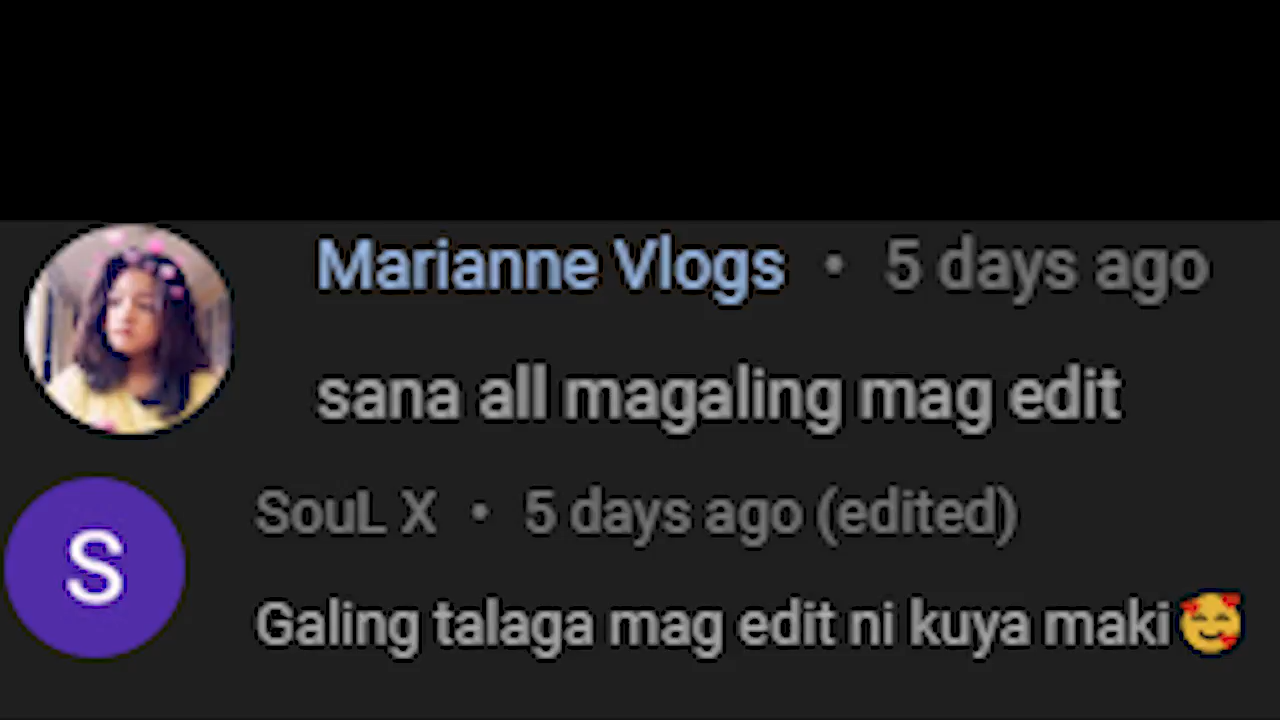 Marianne Vlogs • 5 days ago
sana all magaling mag edit
S
SouL X • 5 days ago (edited)
Galing talaga mag edit ni kuya maki🥰